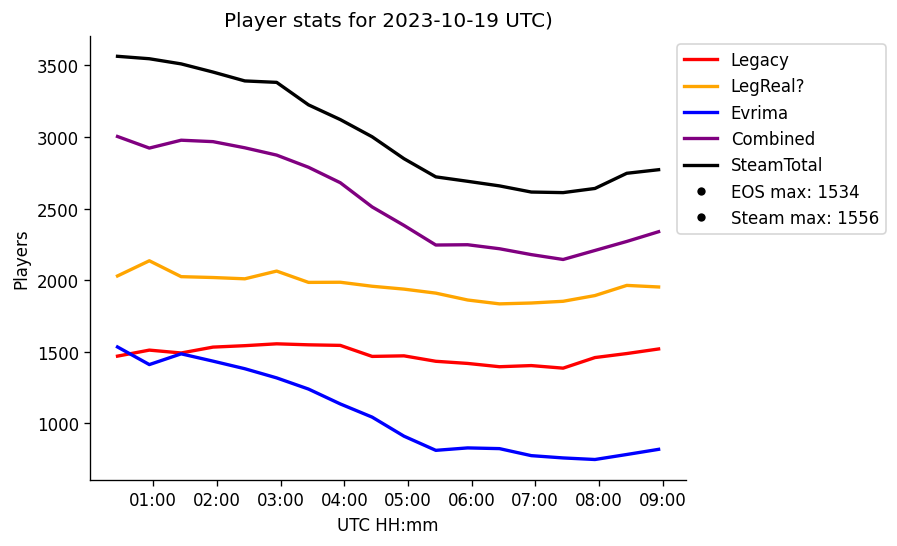 Player stats for 2023-10-19 UTC)
3500
3000
2500
2000
1500
1000
Players
01:00 02:00 03:00 04:00 05:00 06:00 07:00 08:00 09:00
UTC HH:mm
Legacy
LegReal?
Evrima
Combined
SteamTotal
EOS max: 1534
Steam max: 1556